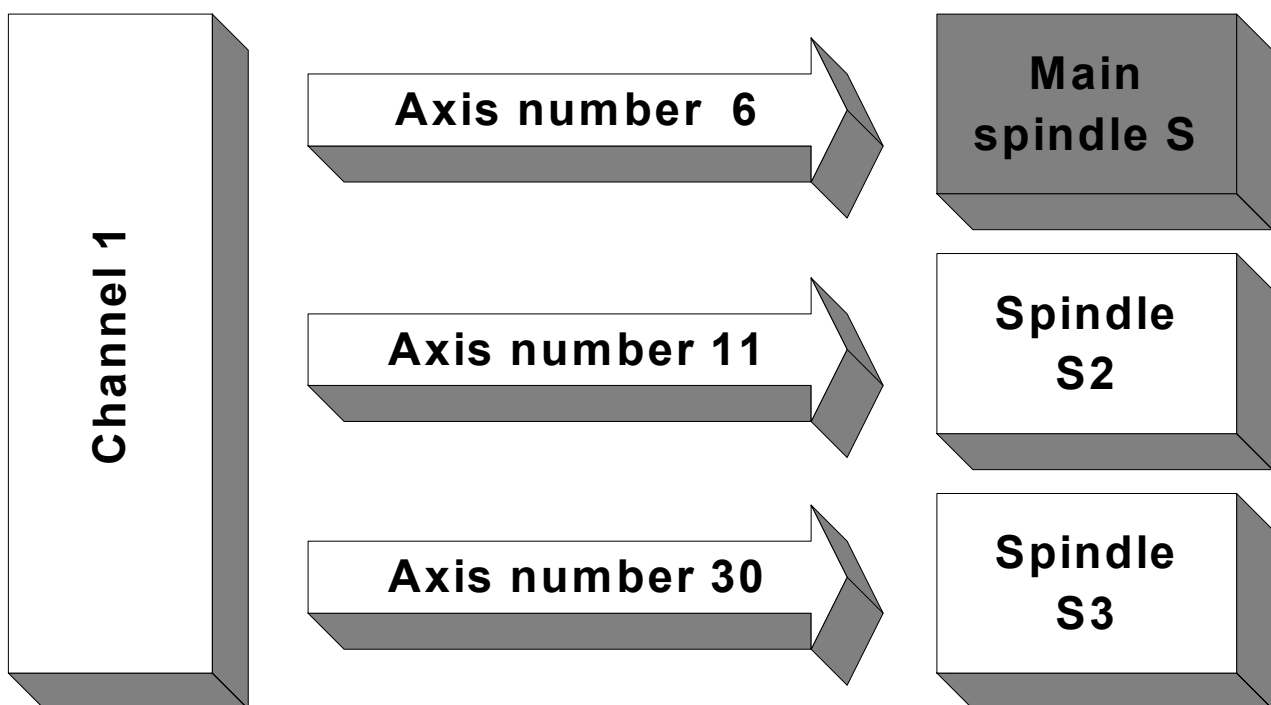 Channel 1
Axis number 6
Main
spindle S
Axis number 11
Spindle
S2
Axis number 30
Spindle
S3